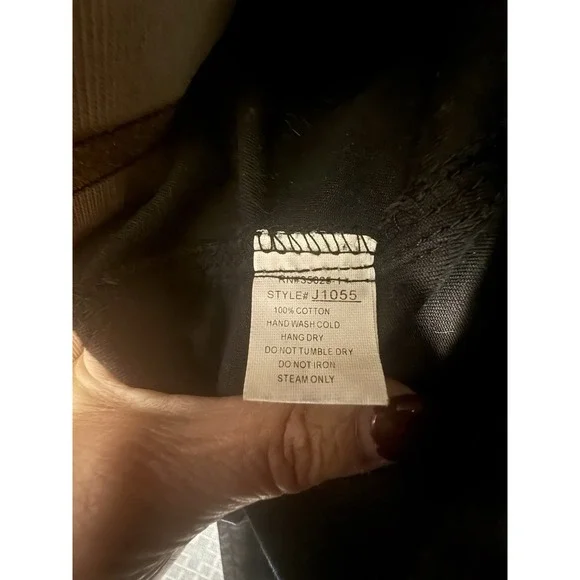 STYLE# J1055
100% COTTON
HAND WASH COLD
HANG DRY
DO NOT TUMBLE DRY
DO NOT IRON
STEAM ONLY